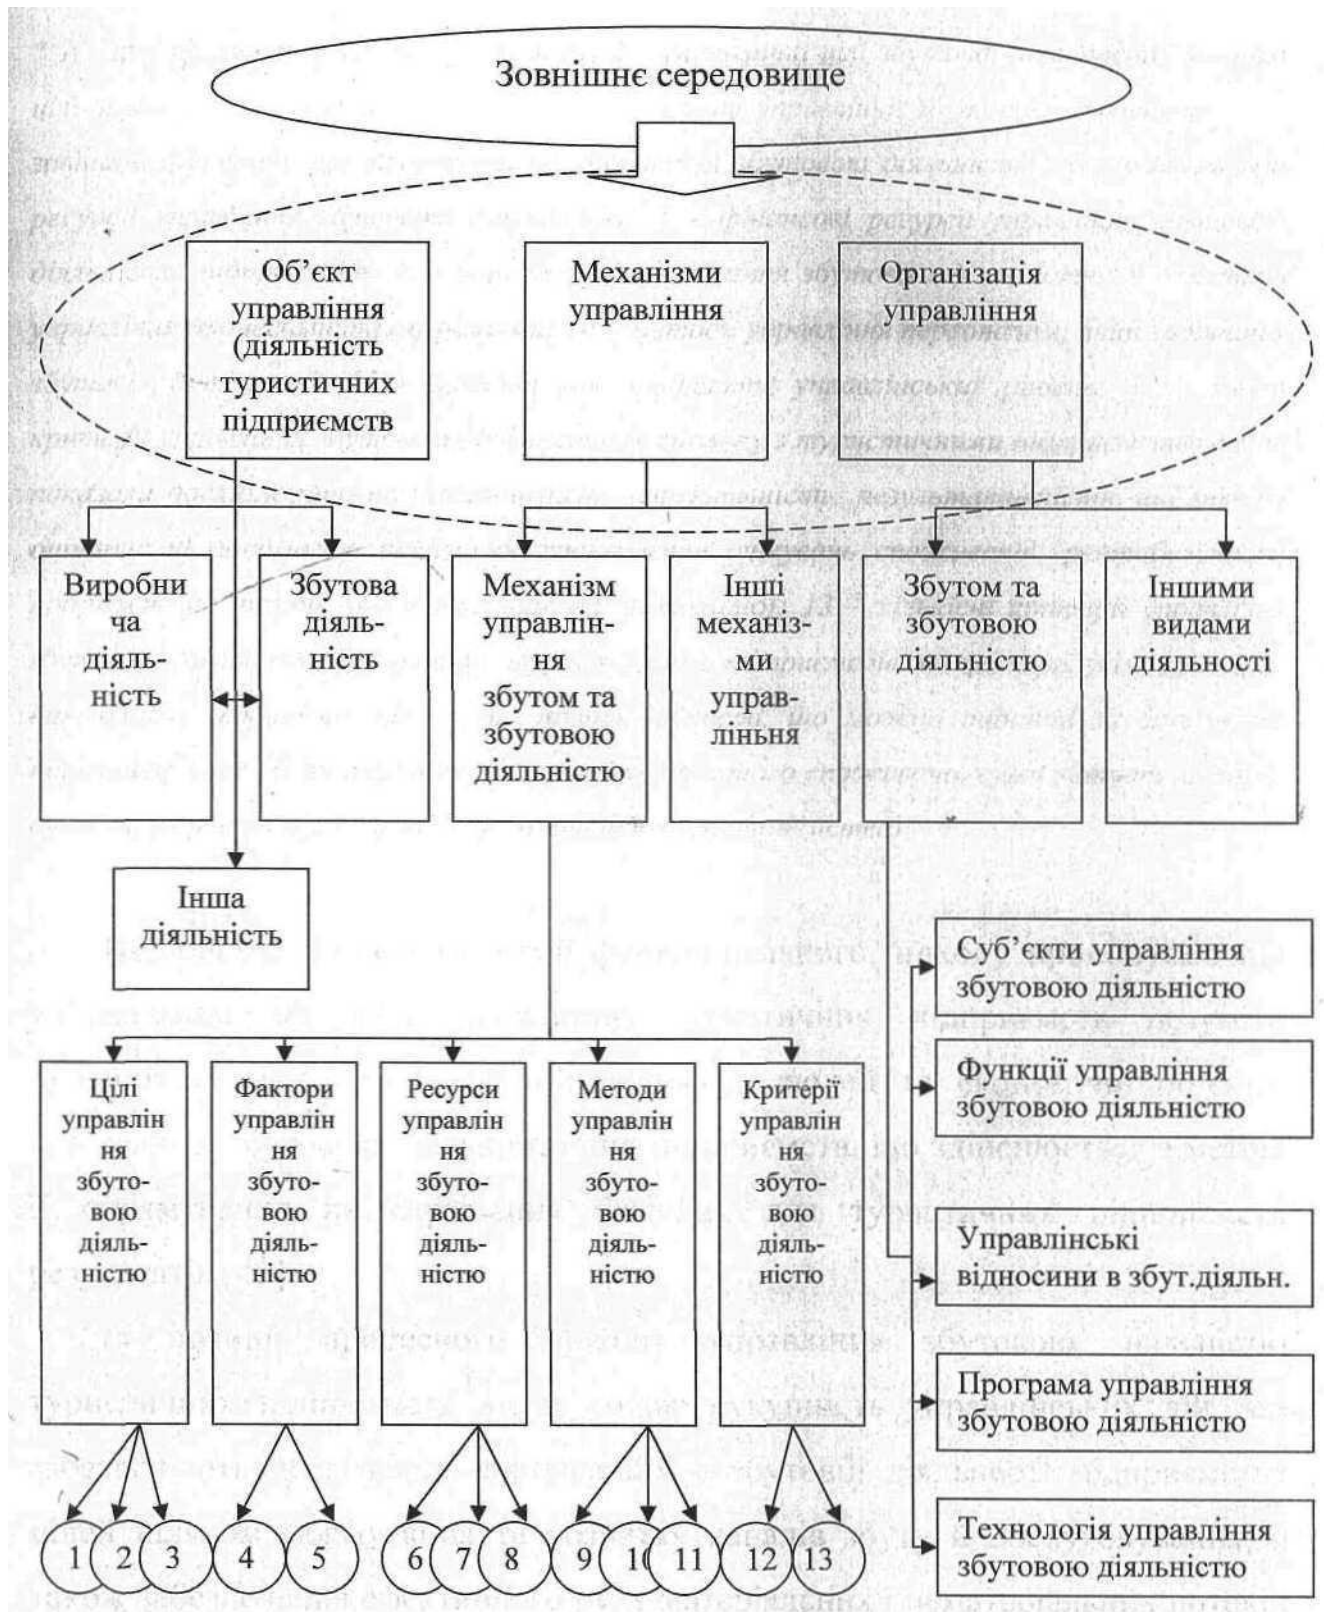 Зовнішнє середовище
Об’єкт
управління
(діяльність
туристичних
підприємств
Механізми
управління
Організація
управління
Виробни
ча
діяль-
ність
Збутова
діяль-
ність
Механізм
управлін-
ня
збутом та
збутовою
діяльністю
Інші
механіз-
ми
управ-
ліньня
Збутом та
збутовою
діяльністю
Іншими
видами
діяльності
Інша
діяльність
Суб’єкти управління
збутовою діяльністю
Функції управління
збутовою діяльністю
Управлінські
відносини в збут.діяльн.
Програма управління
збутовою діяльністю
Технологія управління
збутовою діяльністю
Цілі
управлін
ня
збуто-
вою
діяль-
ністю
Фактори
управлін
ня
збуто-
вою
діяль-
ністю
Ресурси
управлін
ня
збуто-
вою
діяль-
ністю
Методи
управлін
ня
збуто-
вою
діяль-
ністю
Критерії
управлін
ня
збуто-
вою
діяль-
ністю
1 2 3 4 5 6 7 8 9 10 11 12 13